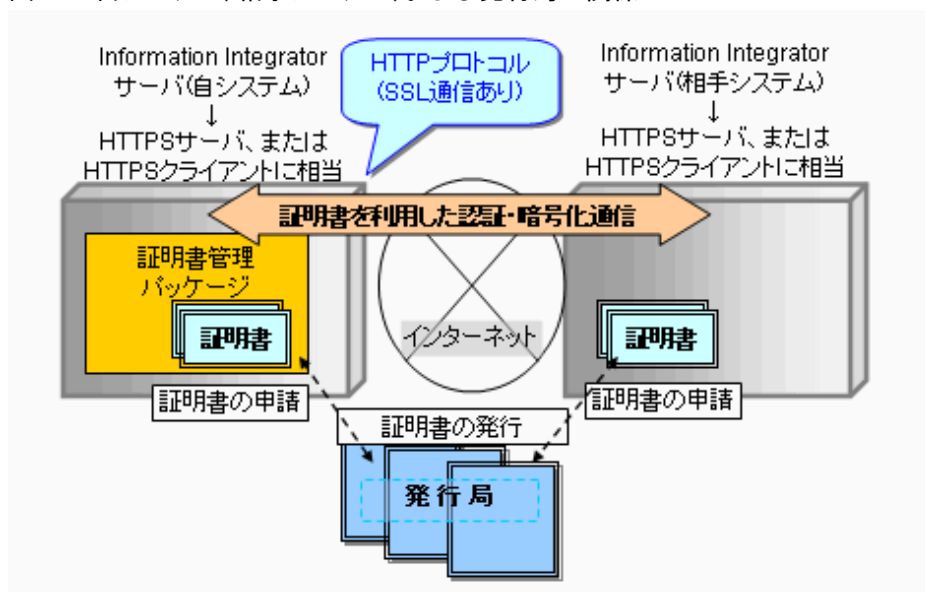 Information Integrator
サーバ(自システム)
↓
HTTPSサーバ、または
HTTPSクライアントに相当
HTTPプロトコル
(SSL通信あり)
Information Integrator
サーバ(相手システム)
↓
HTTPSサーバ、または
HTTPSクライアントに相当
証明書を利用した認証・暗号化通信
証明書管理
パッケージ
証明書
インターネット
証明書
証明書の申請
証明書の申請
証明書の発行
発行局